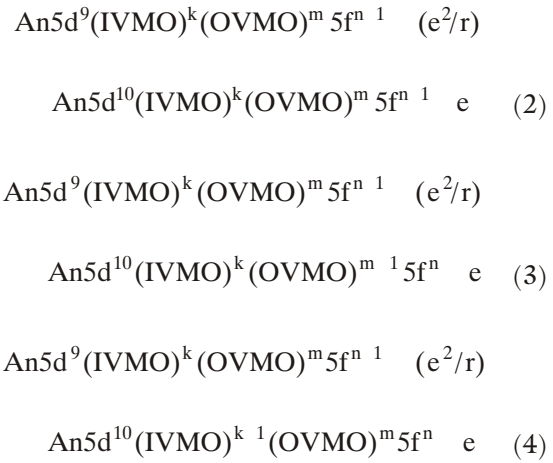 An5d⁹(IVMO)ᵏ(OVMO)ᵐ 5fⁿ ¹ (e²/r)
An5d¹⁰(IVMO)ᵏ(OVMO)ᵐ 5fⁿ ¹ e (2)
An5d⁹(IVMO)ᵏ(OVMO)ᵐ 5fⁿ ¹ (e²/r)
An5d¹⁰(IVMO)ᵏ(OVMO)ᵐ ¹ 5fⁿ e (3)
An5d⁹(IVMO)ᵏ(OVMO)ᵐ 5fⁿ ¹ (e²/r)
An5d¹⁰(IVMO)ᵏ ¹(OVMO)ᵐ 5fⁿ e (4)